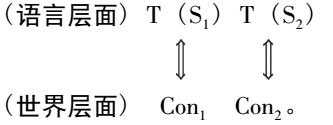 (语言层面) T (S₁) T (S₂)
⇕ ⇕
(世界层面) Con₁ Con₂。